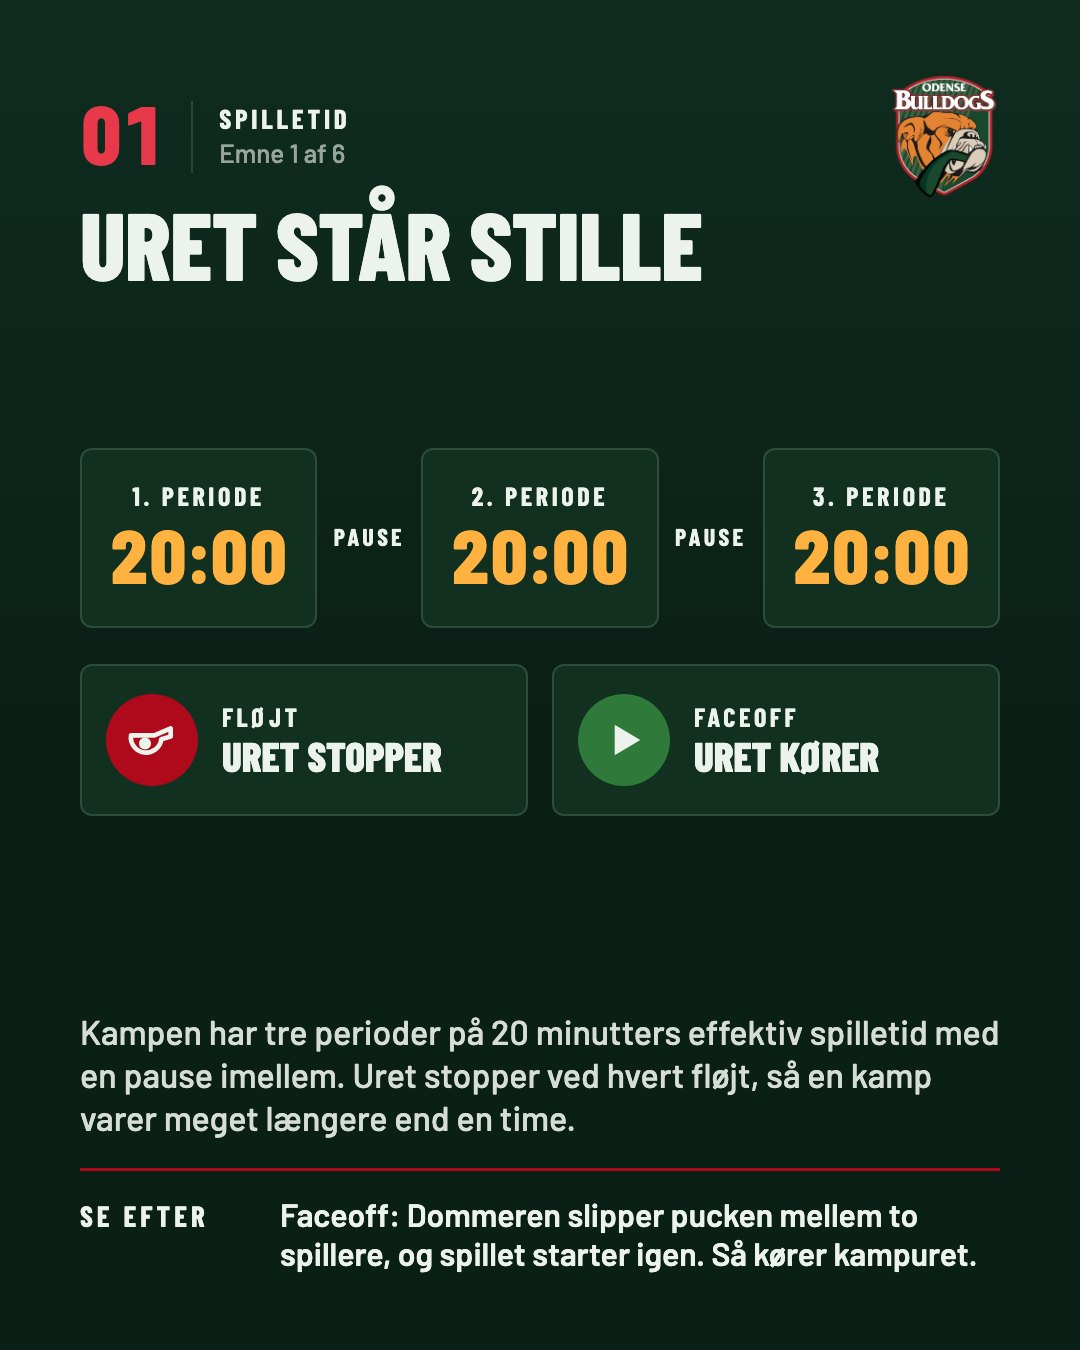 01
SPILLETID
Emne 1 af 6
ODENSE
BULLDOGS
URET STÅR STILLE
1. PERIODE
20:00
PAUSE
2. PERIODE
20:00
PAUSE
3. PERIODE
20:00
FLØJT
URET STOPPER
FACEOFF
URET KØRER
Kampen har tre perioder på 20 minutters effektiv spilletid med
en pause imellem. Uret stopper ved hvert fløjt, så en kamp
varer meget længere end en time.
SE EFTER
Faceoff: Dommeren slipper pucken mellem to
spillere, og spillet starter igen. Så kører kampuret.